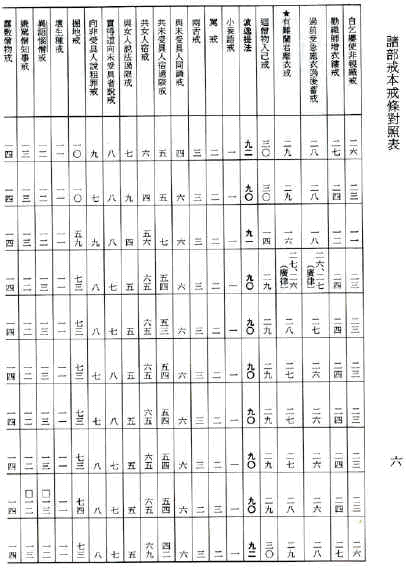 諸部戒本戒條對照表
六
自乞縷使非親織戒 二六 二三 一一 二三 二三 二三 二三 二三 二三 二六
勸織師增衣縷戒 二七 二四 一二 二四 二四 二四 二四 二四 二四 二七
過前受急施衣過後畜戒 二八 二八 一八 二六、七(廣律) 二七 二六 二六 二六 二六 二八
★有難蘭若離衣戒 二九 二九 一六 二七、二六(廣律) 二八 二七 二七 二七 二八 二九
迴僧物入己戒 三〇 三〇 一四 二九 二九 二九 二九 二九 二九 三〇
波逸提法 九二 九〇 九一 九〇 九〇 九〇 九〇 九〇 九〇 九二
小妄語戒 一 一 一 一 一 一 一 一 一 一
罵戒 二 二 二 二 二 二 二 二 二 二
兩舌戒 三 三 三 三 三 三 三 三 三 三
與未受具人同誦戒 四 六 六 六 六 六 六 六 六 六
共未受具人宿過限戒 五 五 七 五四 五三 五四 五四 五四 五四 四二
共女人宿戒 六 四 五六 六五 六五 六五 六五 六五 六五 六九
與女人說法過限戒 七 九 四 五 五 五 五 五 五 五
實得道向未受具者說戒 八 八 八 七 七 八 八 七 七 七
向非受具人說粗罪戒 九 七 九 八 八 七 七 八 八 八
掘地戒 一〇 一〇 五九 七三 七三 七三 七三 七三 七四 七三
壞生種戒 一一 一一 一一 一一 一一 一一 一一 一一 一一 一一
異語惱僧戒 一二 一二 一二 一三 一三 一三 一三 一三 □一三 一二
嫌罵僧知事戒 一三 一三 一三 一二 一二 一二 一二 一二 □一二 一三
露敷僧物戒 一四 一四 一四 一四 一四 一四 一四 一四 一四 一四